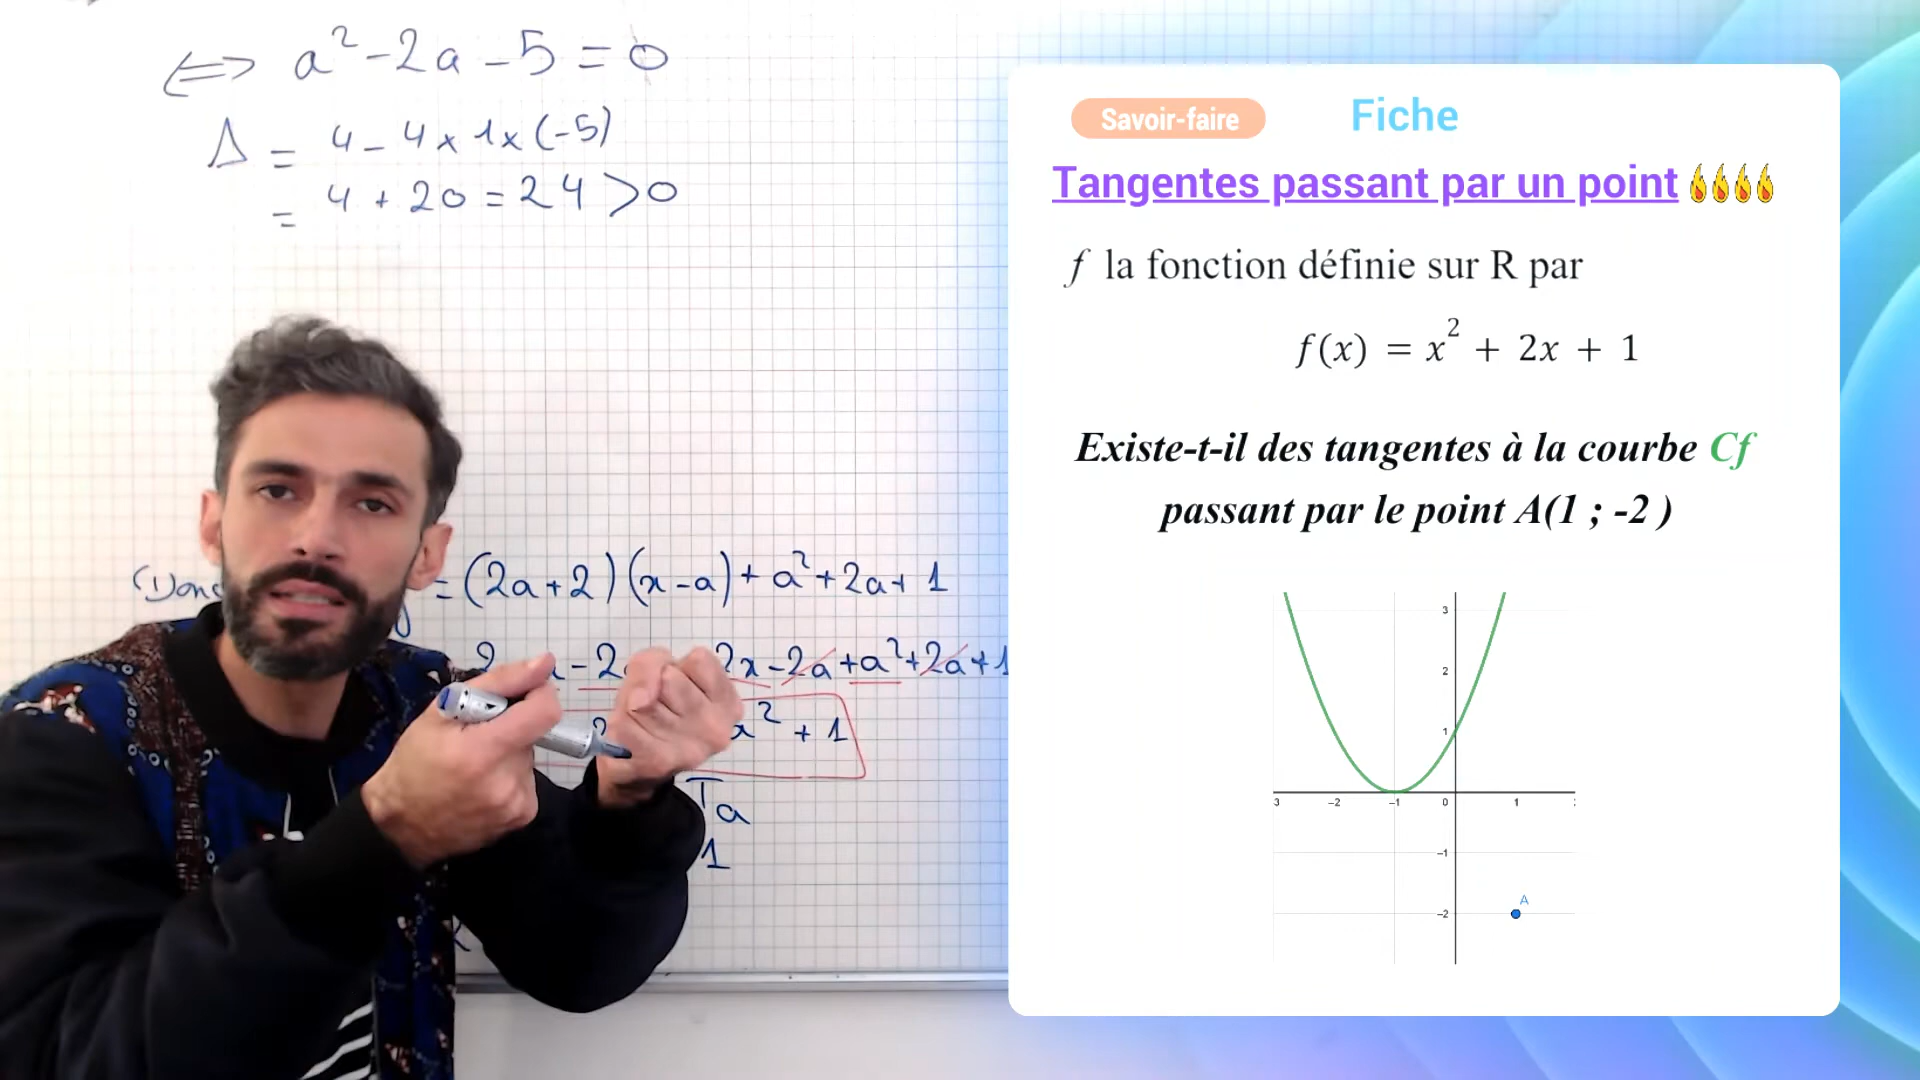 ⟺ a² - 2a - 5 = 0
Δ = 4 - 4 × 1 × (-5)
= 4 + 20 = 24 > 0
Donc = (2a+2)(x-a) + a² + 2a + 1
2x - 2a + a² + 2a + 1
x² + 1
Ta
1
Savoir-faire
Fiche
Tangentes passant par un point
f la fonction définie sur R par
f(x) = x² + 2x + 1
Existe-t-il des tangentes à la courbe Cf
passant par le point A(1 ; -2 )
3
2
1
3 -2 -1 0 1
-1
A
-2